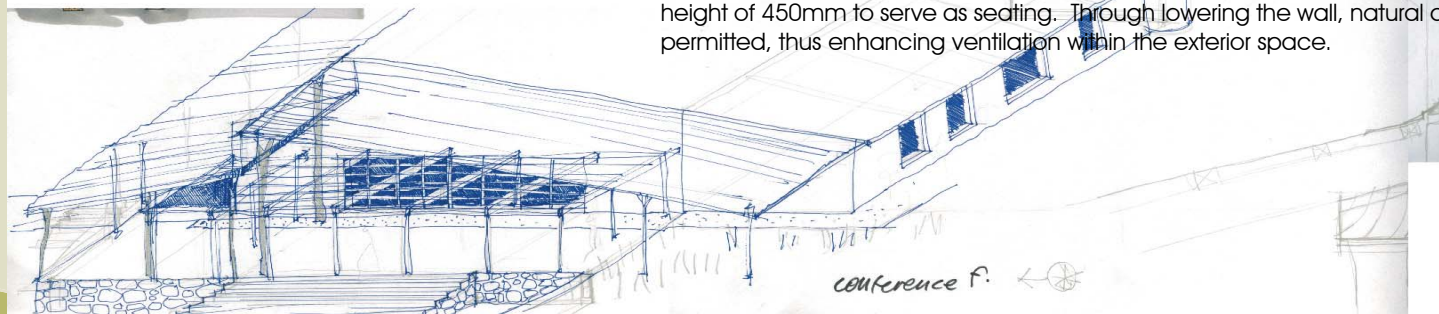 height of 450mm to serve as seating. Through lowering the wall, natural
permitted, thus enhancing ventilation within the exterior space.
conference F.